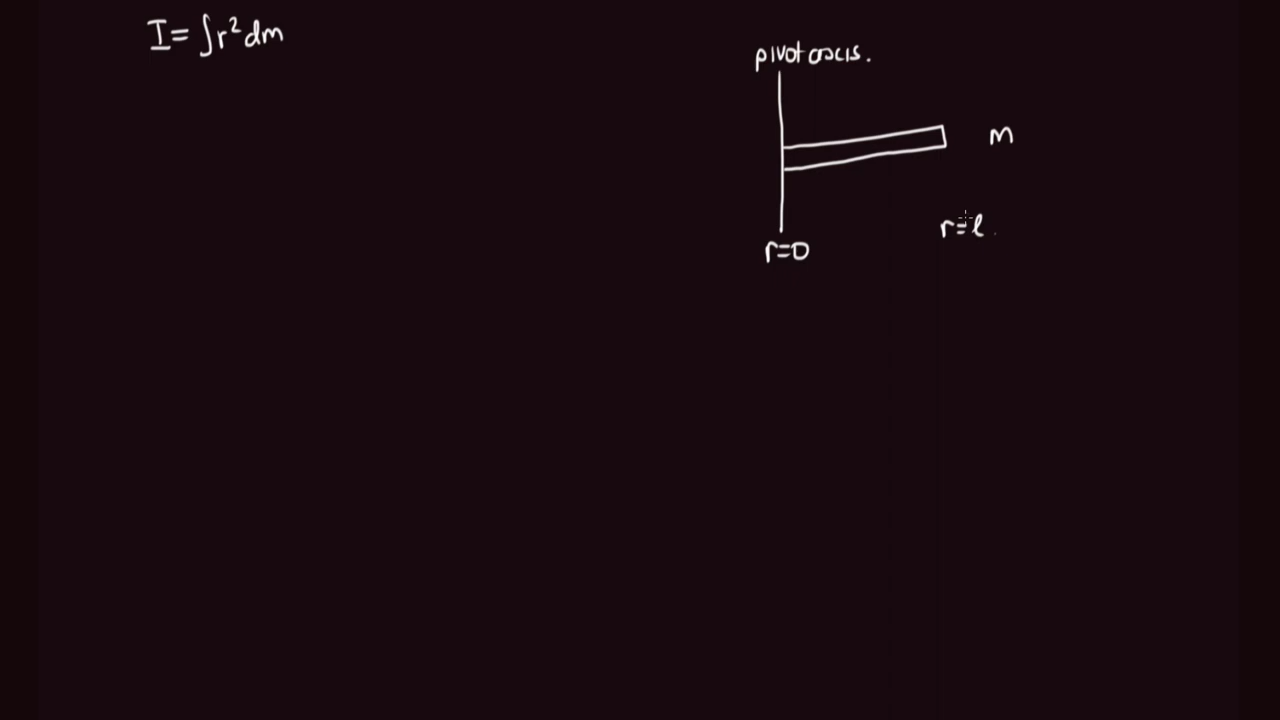 I = ∫r²dm
pivot axis.
m
r=l.
r=0